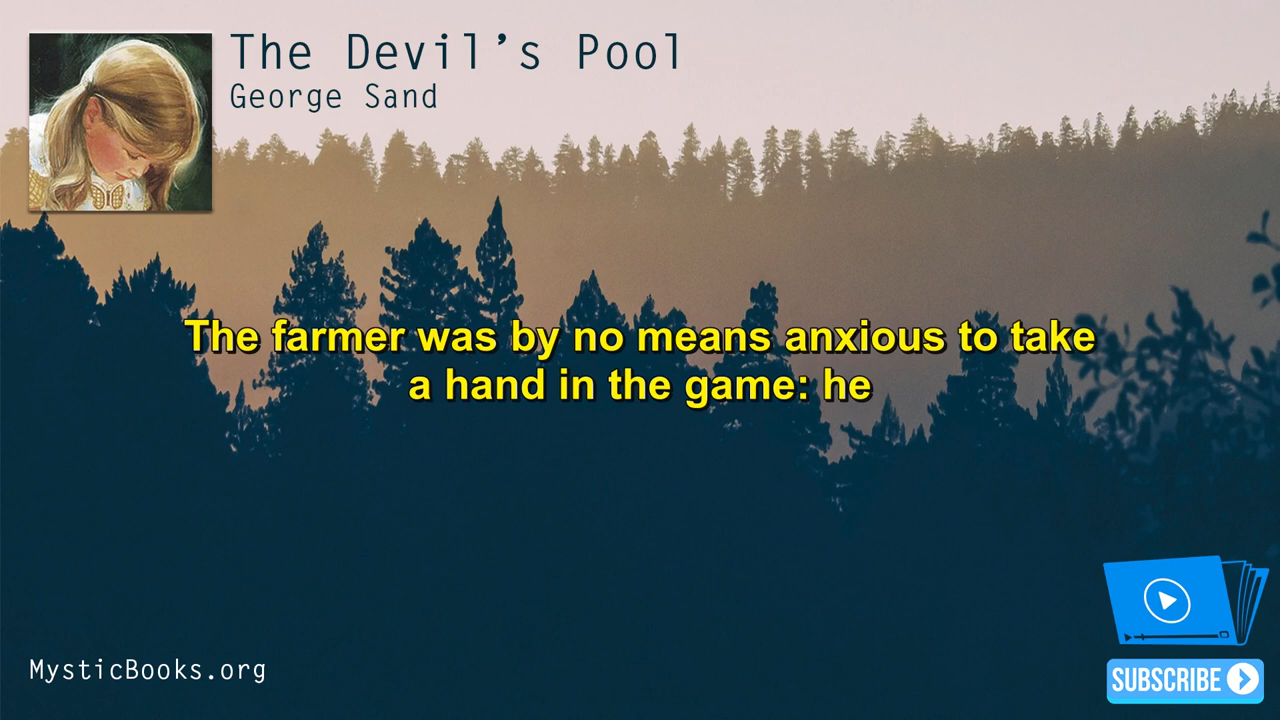 The Devil's Pool
George Sand
The farmer was by no means anxious to take
a hand in the game: he
MysticBooks.org
SUBSCRIBE